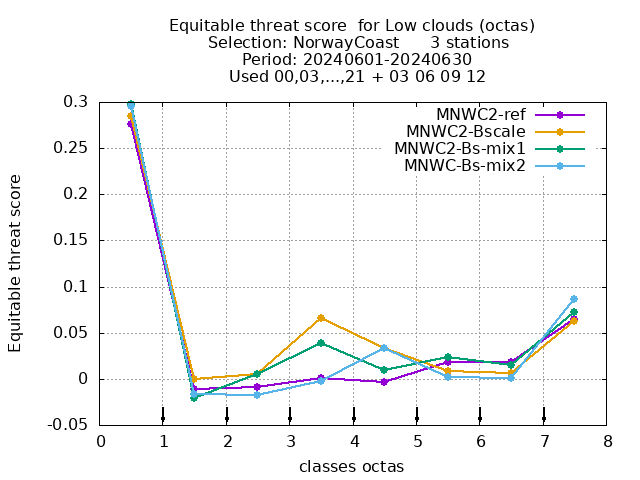 Equitable threat score  for Low clouds (octas)
Selection: NorwayCoast      3 stations
Period: 20240601-20240630
Used 00,03,...,21 + 03 06 09 12
MNWC2-ref
MNWC2-Bscale
MNWC2-Bs-mix1
MNWC-Bs-mix2
Equitable threat score
0.3
0.25
0.2
0.15
0.1
0.05
0
-0.05
0 1 2 3 4 5 6 7 8
classes octas